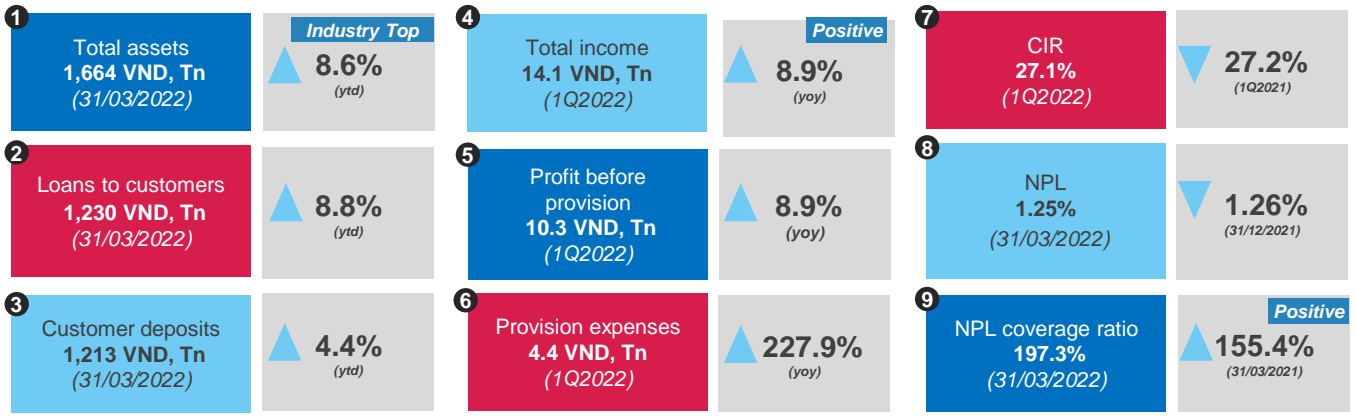 1
Total assets
1,664 VND, Tn
(31/03/2022)
Industry Top
8.6%
(ytd)
2
Loans to customers
1,230 VND, Tn
(31/03/2022)
8.8%
(ytd)
3
Customer deposits
1,213 VND, Tn
(31/03/2022)
4.4%
(ytd)
4
Total income
14.1 VND, Tn
(1Q2022)
Positive
8.9%
(yoy)
5
Profit before
provision
10.3 VND, Tn
(1Q2022)
8.9%
(yoy)
6
Provision expenses
4.4 VND, Tn
(1Q2022)
227.9%
(yoy)
7
CIR
27.1%
(1Q2022)
27.2%
(1Q2021)
8
NPL
1.25%
(31/03/2022)
1.26%
(31/12/2021)
9
NPL coverage ratio
197.3%
(31/03/2022)
Positive
155.4%
(31/03/2021)